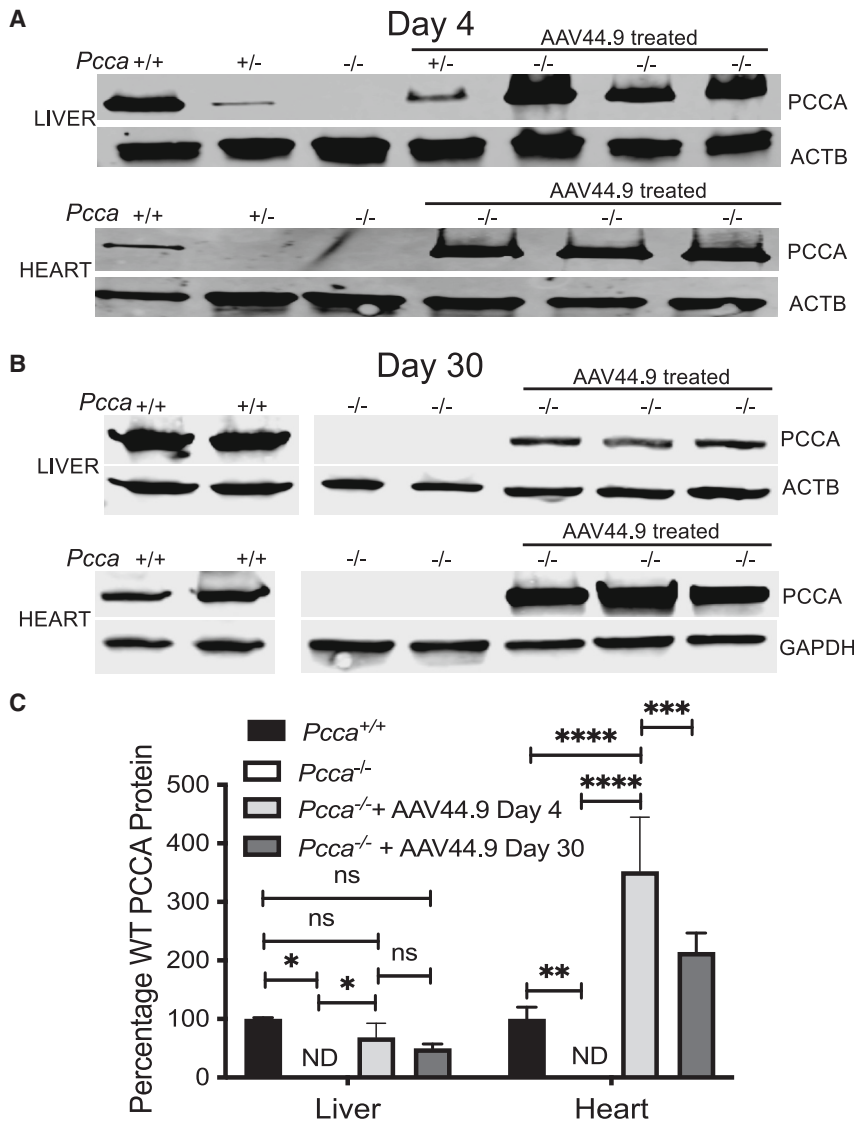 A
Day 4
AAV44.9 treated
Pcca +/+ +/- -/- +/- -/- -/- -/-
LIVER
PCCA
ACTB
AAV44.9 treated
Pcca +/+ +/- -/- -/- -/- -/-
HEART
PCCA
ACTB
B
Day 30
AAV44.9 treated
Pcca +/+ +/+ -/- -/- -/- -/- -/-
LIVER
PCCA
ACTB
AAV44.9 treated
Pcca +/+ +/+ -/- -/- -/- -/- -/-
HEART
PCCA
GAPDH
C
Percentage WT PCCA Protein
500
400
300
200
100
0
Pcca+/+
Pcca-/-
Pcca-/-+ AAV44.9 Day 4
Pcca-/- + AAV44.9 Day 30
ns
ns
* * ns
ND
**** ***
****
**
ND
Liver Heart